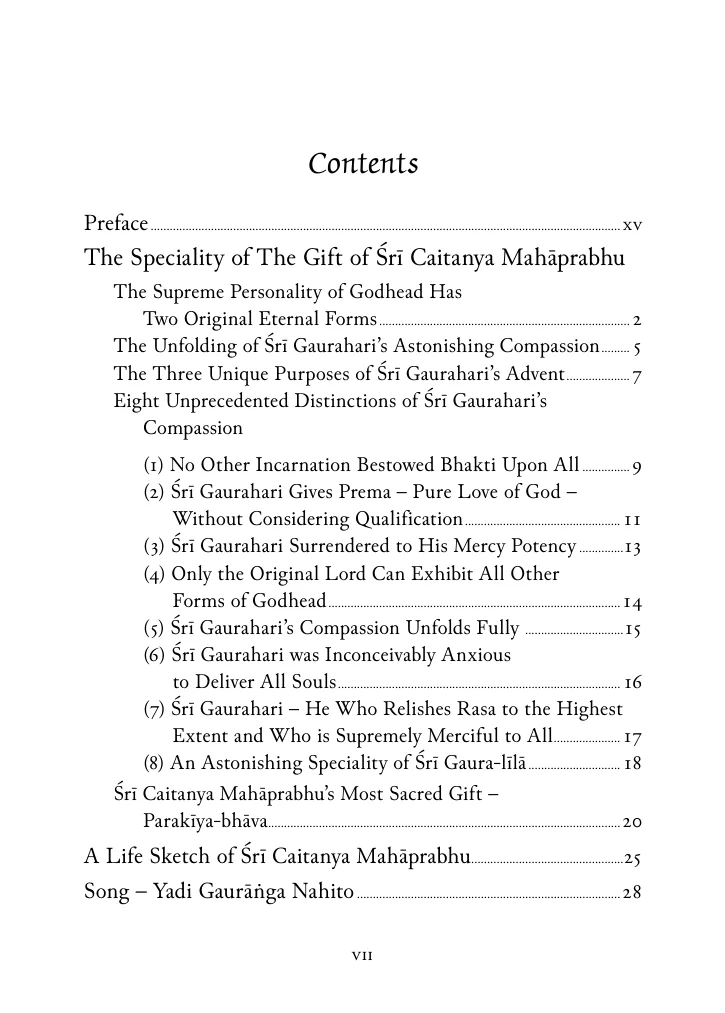 Contents
Preface ... xv
The Speciality of The Gift of Śrī Caitanya Mahāprabhu
The Supreme Personality of Godhead Has
Two Original Eternal Forms ... 2
The Unfolding of Śrī Gaurahari’s Astonishing Compassion ... 5
The Three Unique Purposes of Śrī Gaurahari’s Advent ... 7
Eight Unprecedented Distinctions of Śrī Gaurahari’s
Compassion
(1) No Other Incarnation Bestowed Bhakti Upon All ... 9
(2) Śrī Gaurahari Gives Prema – Pure Love of God –
Without Considering Qualification ... 11
(3) Śrī Gaurahari Surrendered to His Mercy Potency ... 13
(4) Only the Original Lord Can Exhibit All Other
Forms of Godhead ... 14
(5) Śrī Gaurahari’s Compassion Unfolds Fully ... 15
(6) Śrī Gaurahari was Inconceivably Anxious
to Deliver All Souls ... 16
(7) Śrī Gaurahari – He Who Relishes Rasa to the Highest
Extent and Who is Supremely Merciful to All ... 17
(8) An Astonishing Speciality of Śrī Gaura-līlā ... 18
Śrī Caitanya Mahāprabhu’s Most Sacred Gift –
Parakīya-bhāva ... 20
A Life Sketch of Śrī Caitanya Mahāprabhu ... 25
Song – Yadi Gaurāṅga Nahito ... 28
VII